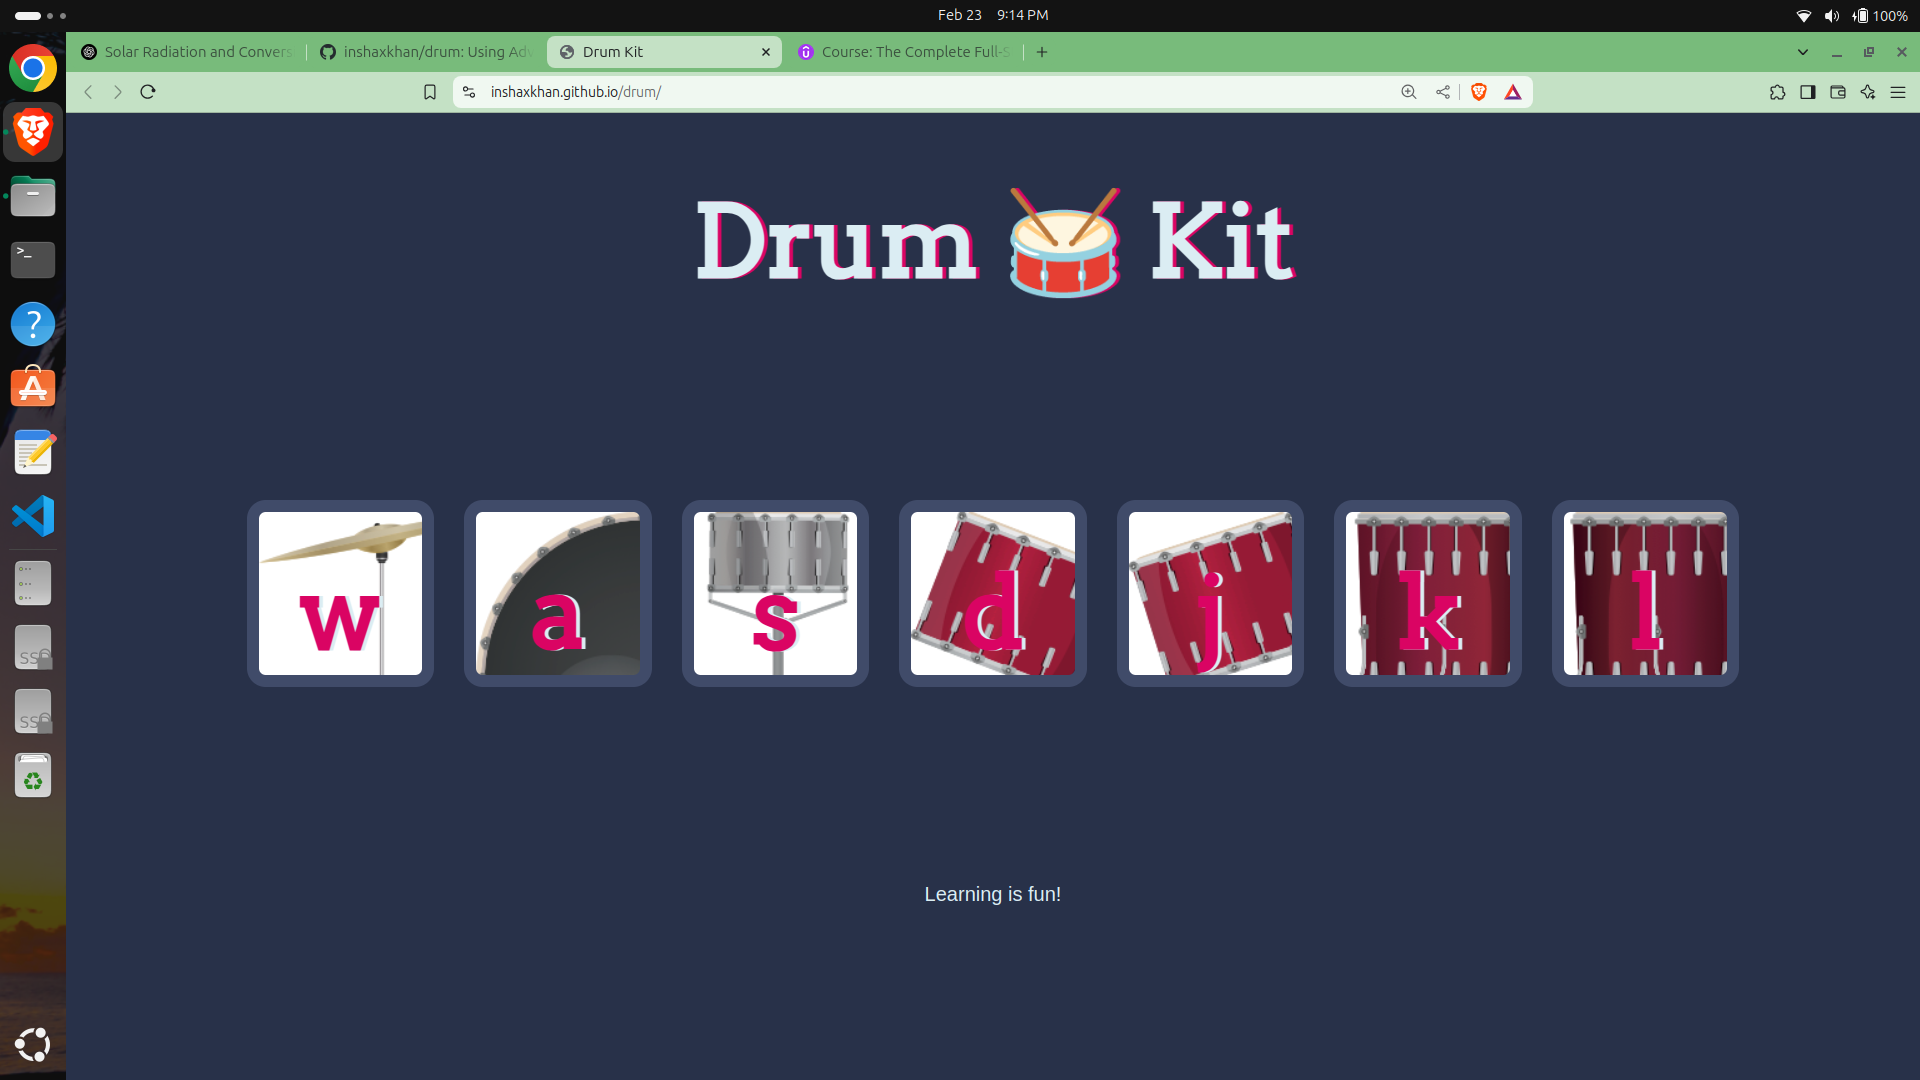 Feb 23 9:14 PM
100%
Solar Radiation and Convers
inshaxkhan/drum: Using Adv
Drum Kit
Course: The Complete Full-S
inshaxkhan.github.io/drum/
Drum 🥁 Kit
w
a
s
d
j
k
l
Learning is fun!